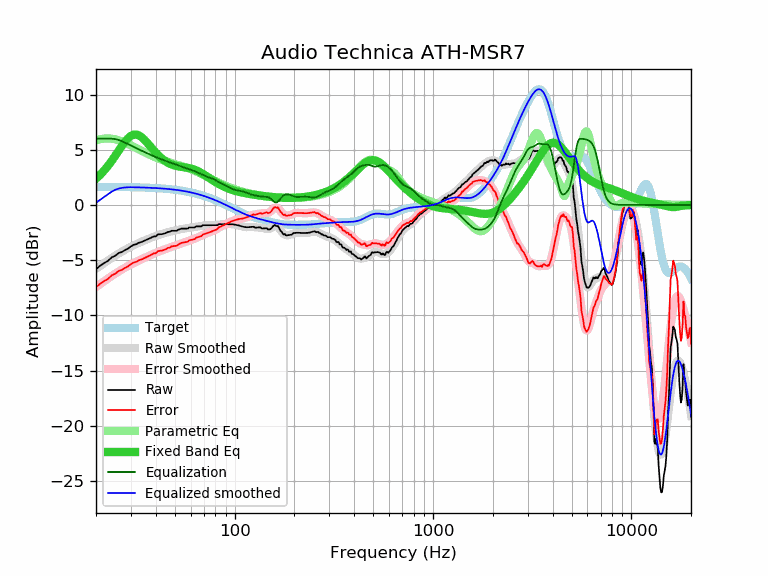 Audio Technica ATH-MSR7
10
5
0
−5
−10
−15
−20
−25
Amplitude (dBr)
Target
Raw Smoothed
Error Smoothed
Raw
Error
Parametric Eq
Fixed Band Eq
Equalization
Equalized smoothed
100 1000 10000
Frequency (Hz)